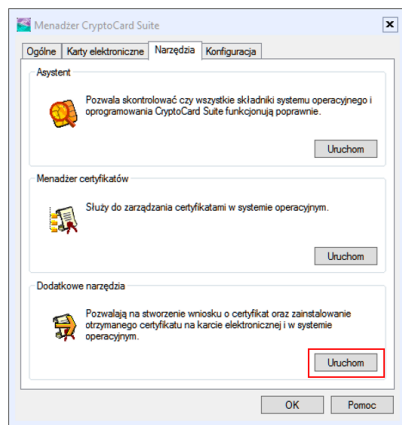 Menadżer CryptoCard Suite
Ogólne Karty elektroniczne Narzędzia Konfiguracja
Asystent
Pozwala skontrolować czy wszystkie składniki systemu operacyjnego i
oprogramowania CryptoCard Suite funkcjonują poprawnie.
Uruchom
Menadżer certyfikatów
Służy do zarządzania certyfikatami w systemie operacyjnym.
Uruchom
Dodatkowe narzędzia
Pozwalają na stworzenie wniosku o certyfikat oraz zainstalowanie
otrzymanego certyfikatu na karcie elektronicznej i w systemie
operacyjnym.
Uruchom
OK Pomoc